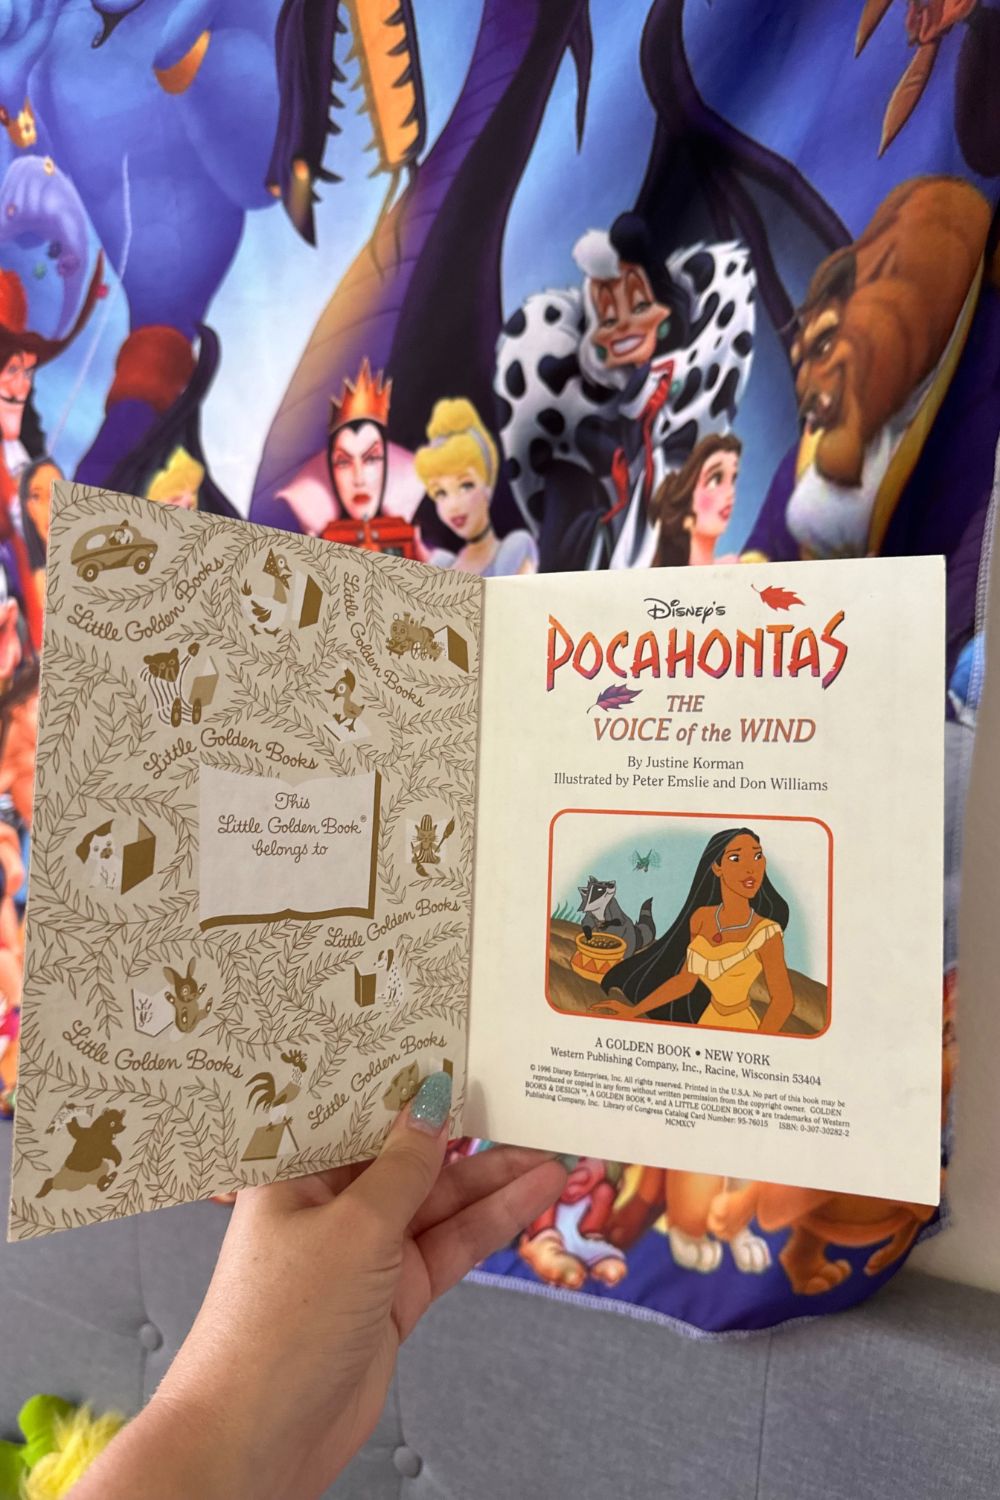 Little Golden Books
Little Golden Books
Little Golden Books
This
Little Golden Book®
belongs to
Little Golden Books
Little Golden Books
Little Golden Books
DISNEY'S
POCAHONTAS
THE
VOICE of the WIND
By Justine Korman
Illustrated by Peter Emslie and Don Williams
A GOLDEN BOOK • NEW YORK
Western Publishing Company, Inc., Racine, Wisconsin 53404
© 1996 Disney Enterprises, Inc. All rights reserved. Printed in the U.S.A. No part of this book may be
reproduced or copied in any form without written permission from the copyright owner. GOLDEN
BOOKS & DESIGN™, A GOLDEN BOOK®, and A LITTLE GOLDEN BOOK® are trademarks of Western
Publishing Company, Inc. Library of Congress Catalog Card Number: 95-76015 ISBN: 0-307-30282-2
MCMXCV